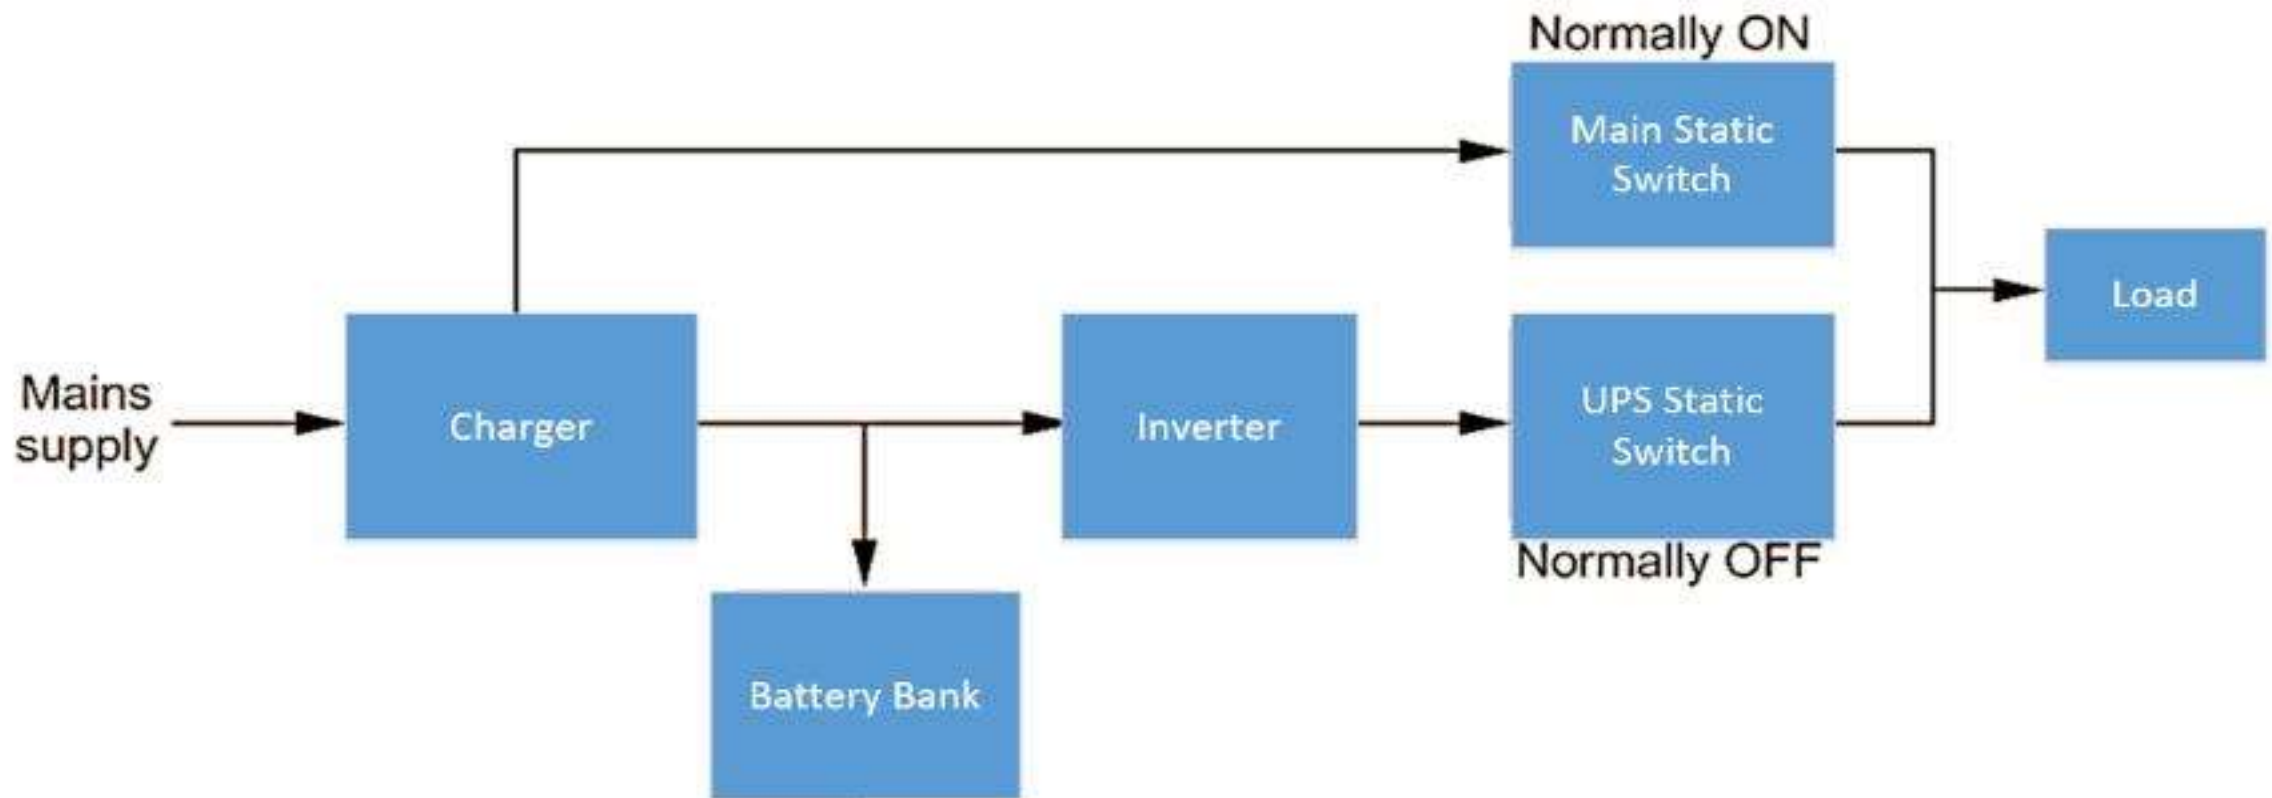 Normally ON
Main Static
Switch
Load
Mains
supply
Charger
Inverter
UPS Static
Switch
Normally OFF
Battery Bank